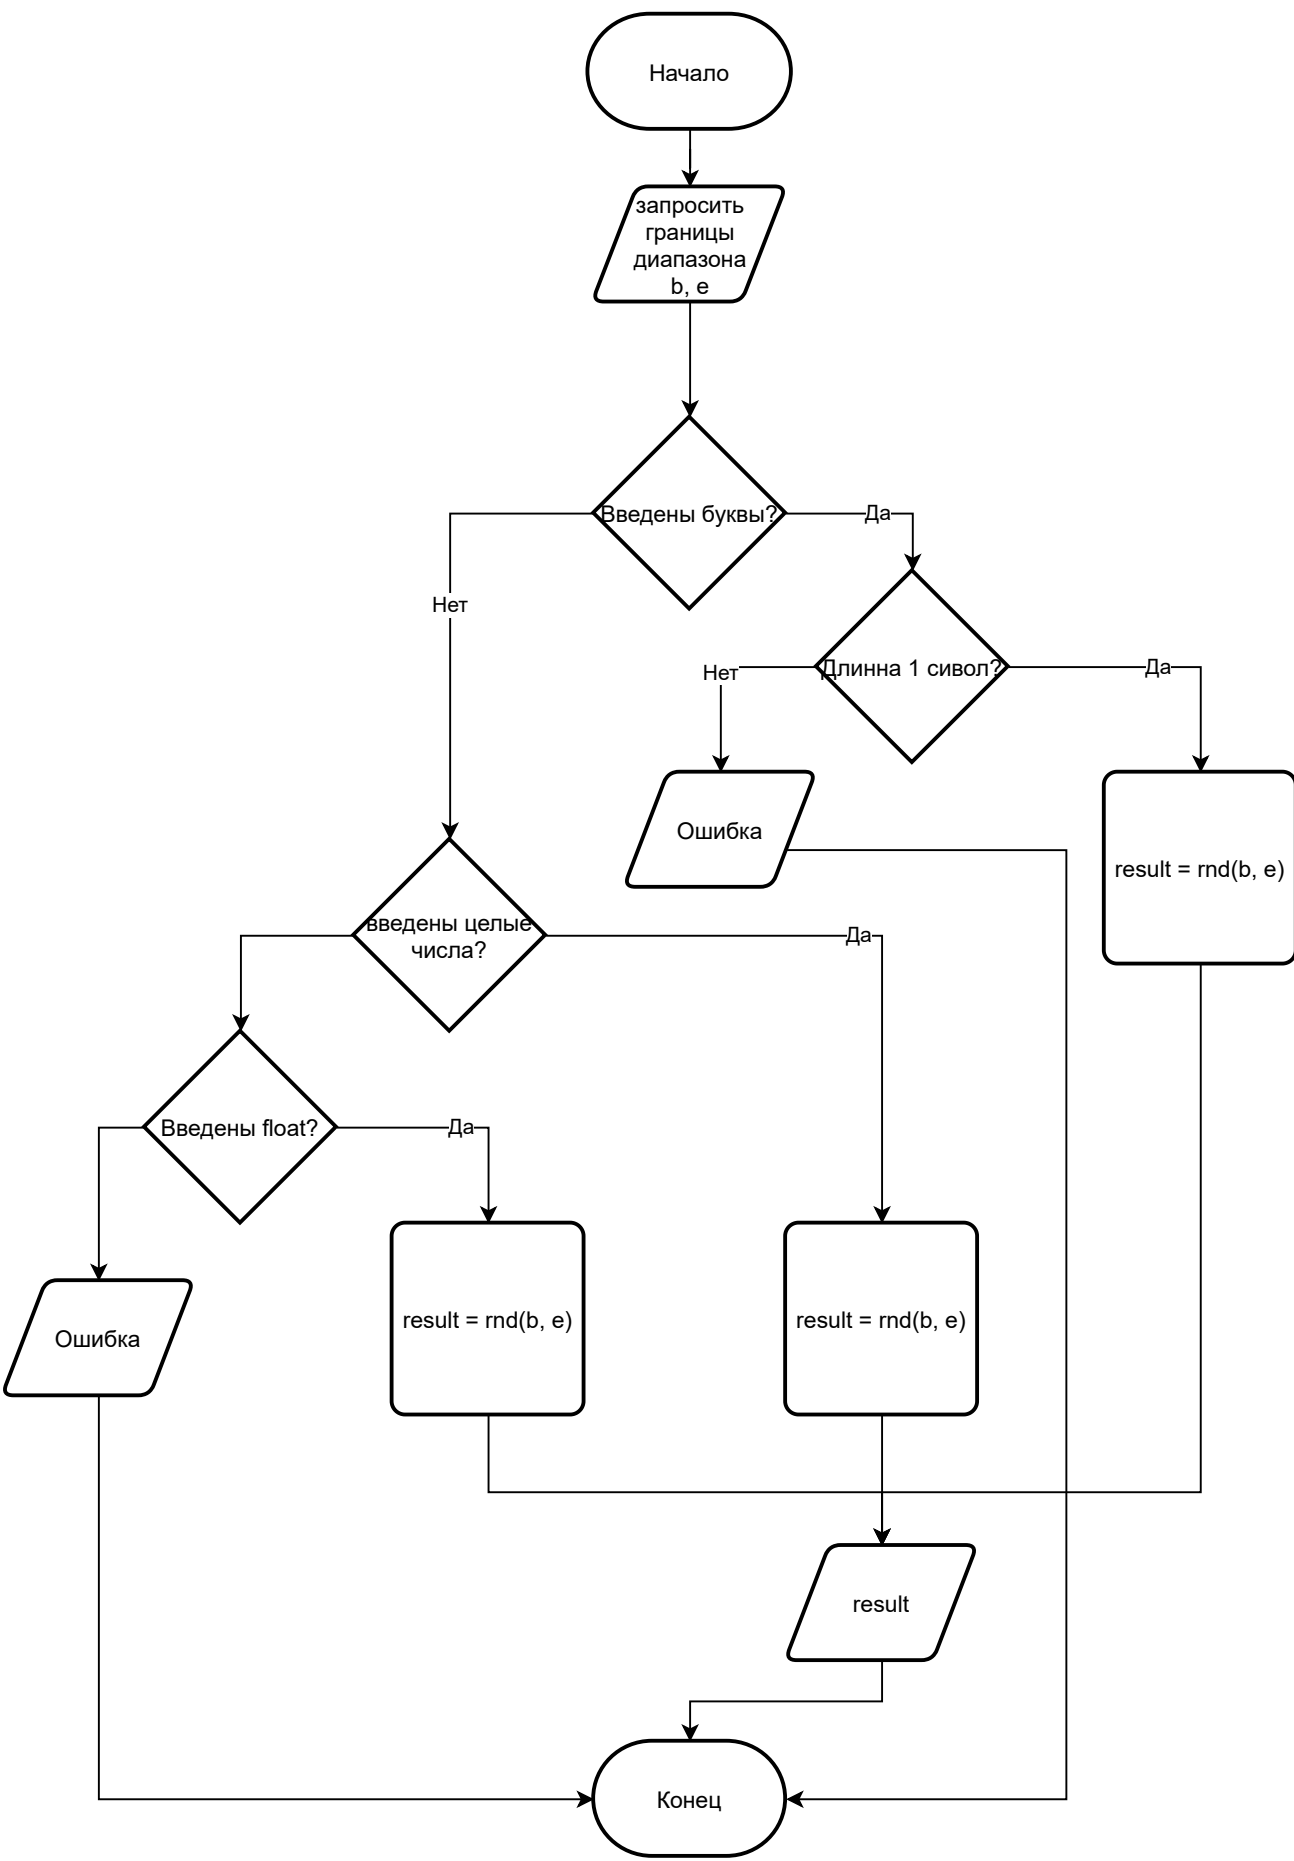 Начало
запросить
границы
диапазона
b, e
Введены буквы?
Да
Нет
Длинна 1 сивол?
Нет
Да
Ошибка
result = rnd(b, e)
введены целые
числа?
Да
Введены float?
Да
Ошибка
result = rnd(b, e)
result = rnd(b, e)
result
Конец